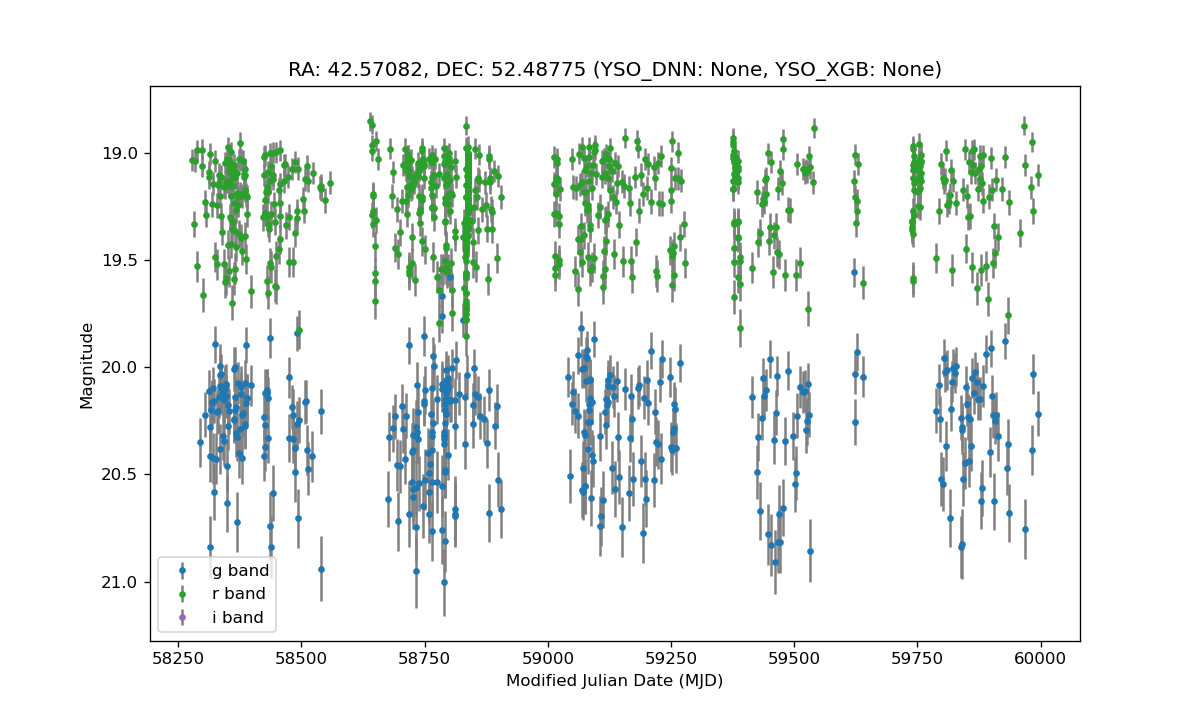 RA: 42.57082, DEC: 52.48775 (YSO_DNN: None, YSO_XGB: None)
Magnitude
19.0
19.5
20.0
20.5
21.0
g band
r band
i band
58250 58500 58750 59000 59250 59500 59750 60000
Modified Julian Date (MJD)